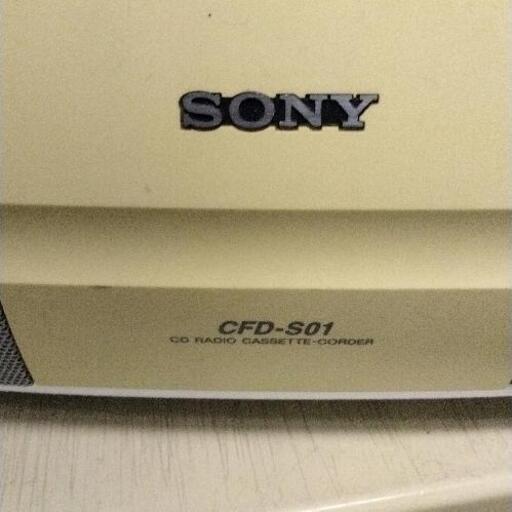 SONY
CFD-S01
CD RADIO CASSETTE-CORDER